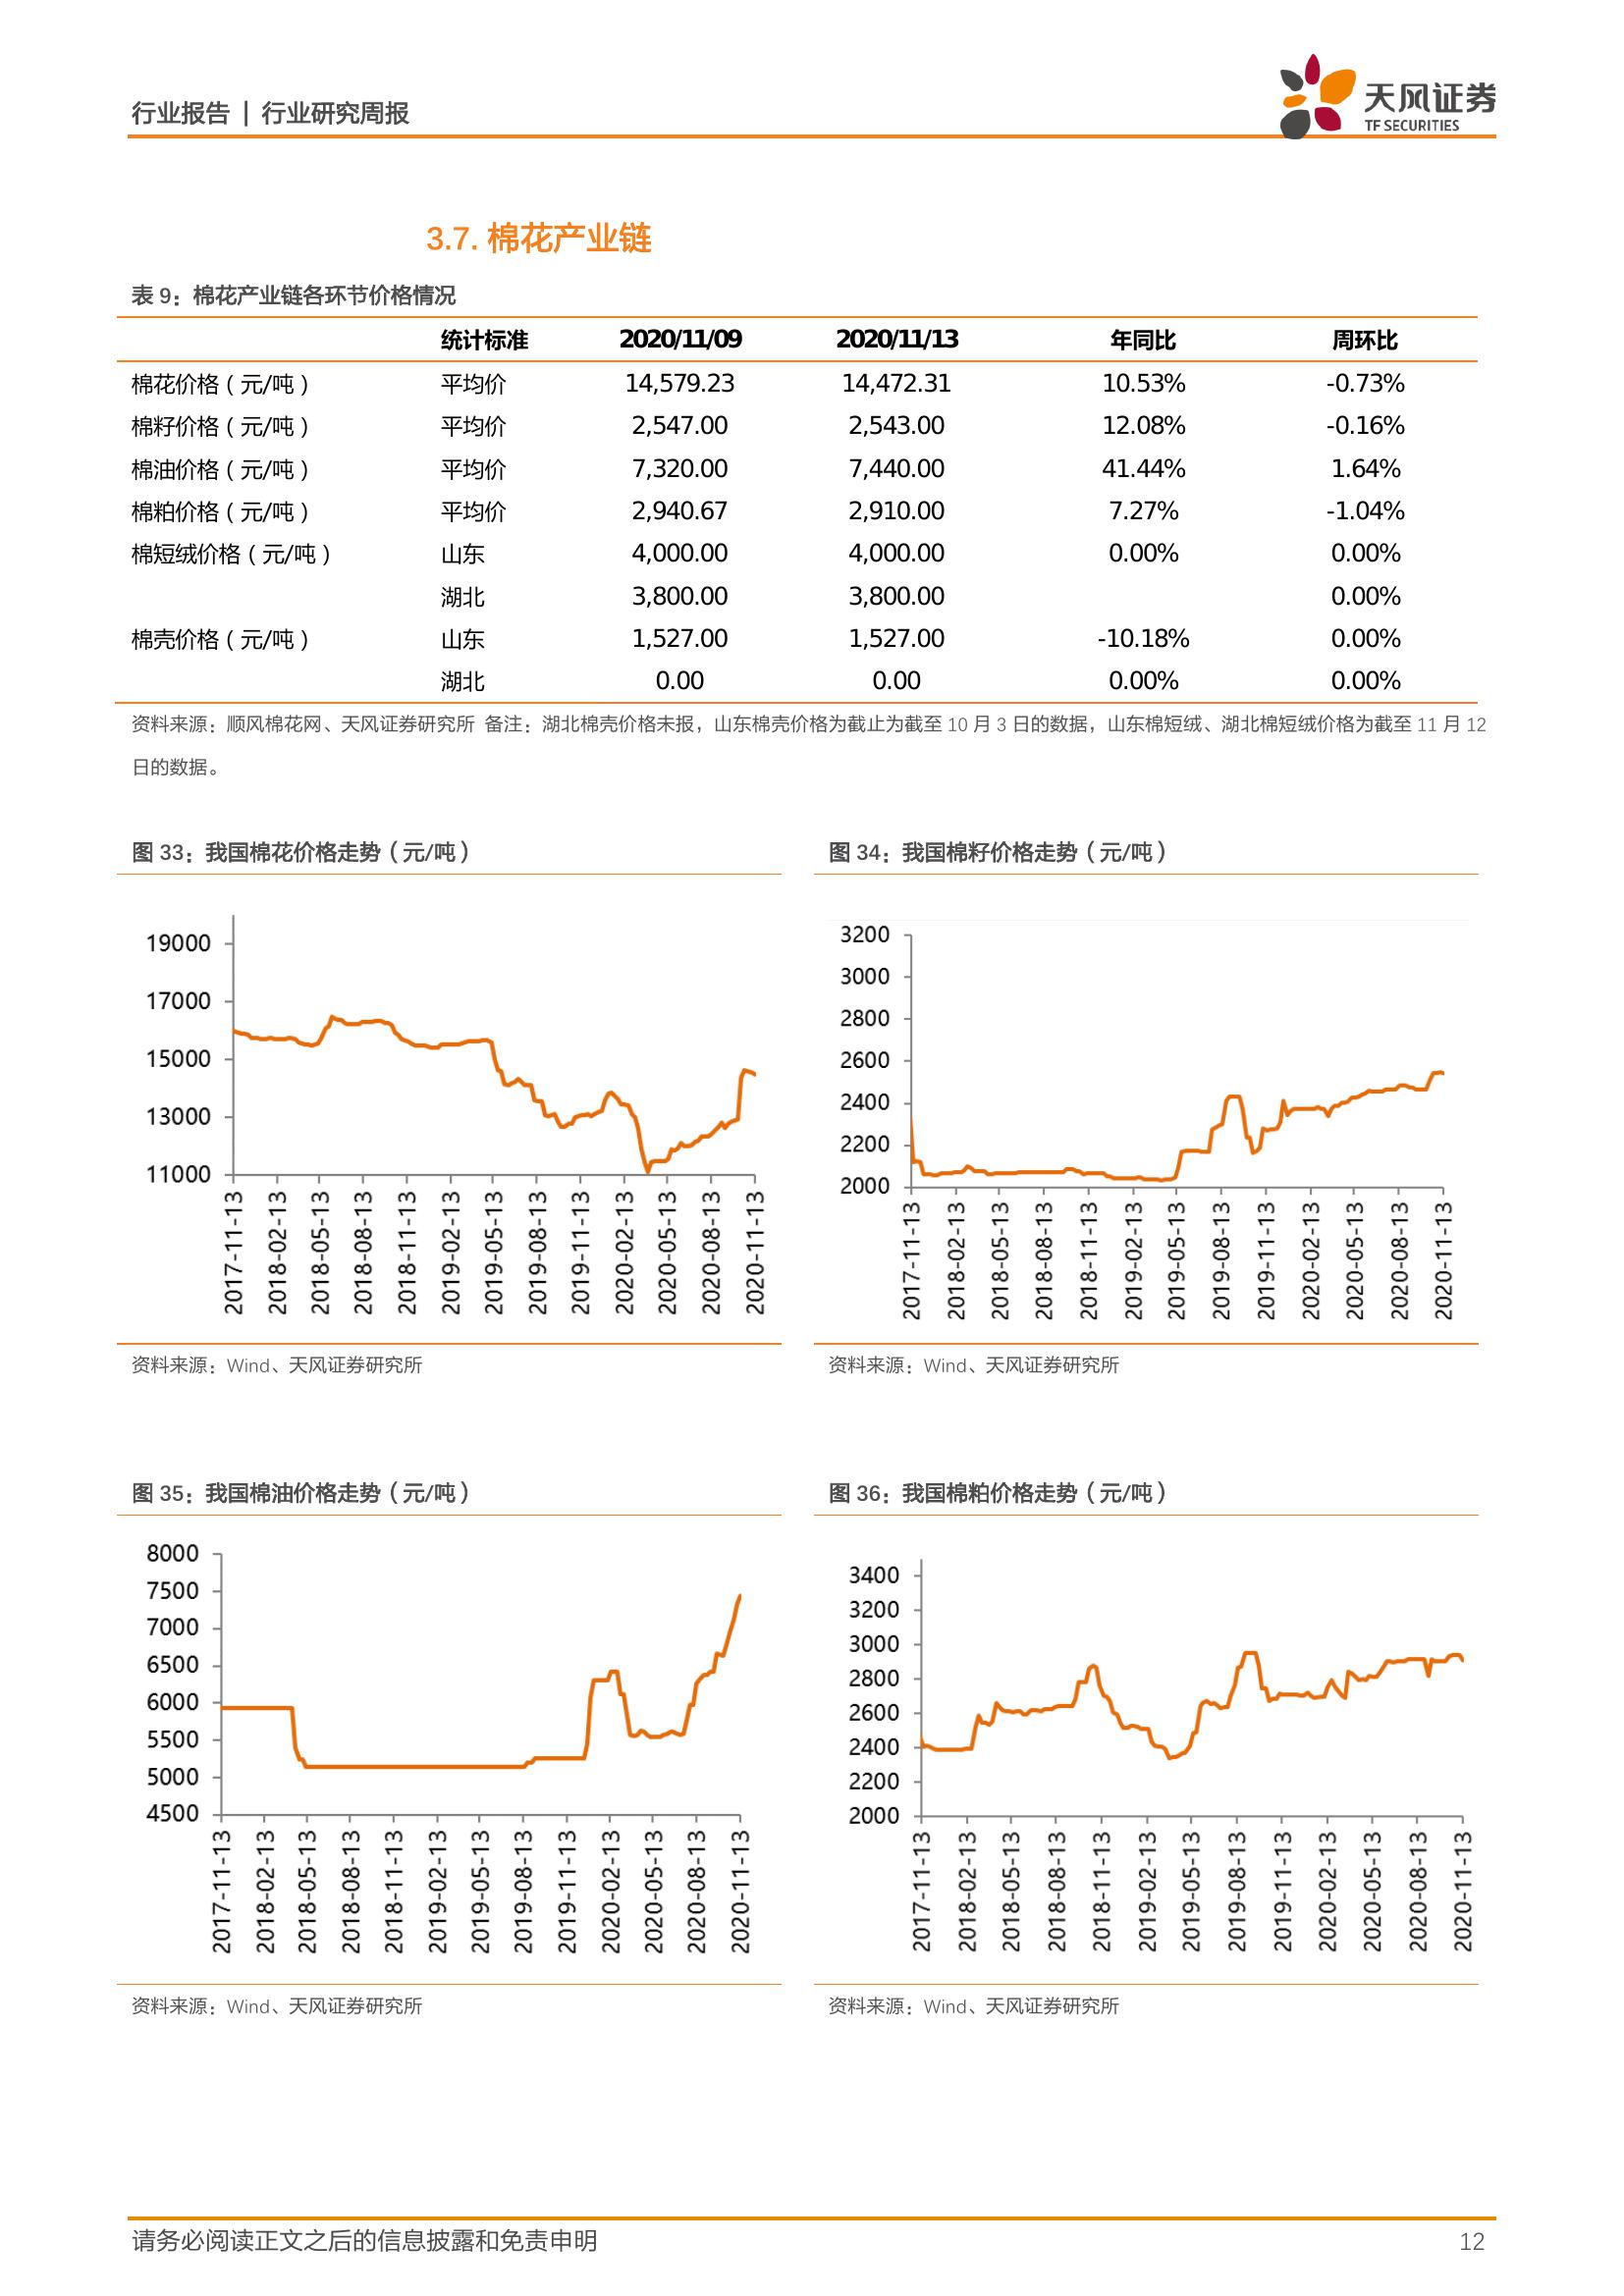 行业报告 | 行业研究周报
天风证券
TF SECURITIES
3.7. 棉花产业链
表 9：棉花产业链各环节价格情况
统计标准 2020/11/09 2020/11/13 年同比 周环比
棉花价格（元/吨） 平均价 14,579.23 14,472.31 10.53% -0.73%
棉籽价格（元/吨） 平均价 2,547.00 2,543.00 12.08% -0.16%
棉油价格（元/吨） 平均价 7,320.00 7,440.00 41.44% 1.64%
棉粕价格（元/吨） 平均价 2,940.67 2,910.00 7.27% -1.04%
棉短绒价格（元/吨） 山东 4,000.00 4,000.00 0.00% 0.00%
湖北 3,800.00 3,800.00 0.00%
棉壳价格（元/吨） 山东 1,527.00 1,527.00 -10.18% 0.00%
湖北 0.00 0.00 0.00% 0.00%
资料来源：顺风棉花网、天风证券研究所 备注：湖北棉壳价格未报，山东棉壳价格为截止为截至 10 月 3 日的数据，山东棉短绒、湖北棉短绒价格为截至 11 月 12
日的数据。
图 33：我国棉花价格走势（元/吨）
19000
17000
15000
13000
11000
2017-11-13 2018-02-13 2018-05-13 2018-08-13 2018-11-13 2019-02-13 2019-05-13 2019-08-13 2019-11-13 2020-02-13 2020-05-13 2020-08-13 2020-11-13
资料来源：Wind、天风证券研究所
图 34：我国棉籽价格走势（元/吨）
3200
3000
2800
2600
2400
2200
2000
2017-11-13 2018-02-13 2018-05-13 2018-08-13 2018-11-13 2019-02-13 2019-05-13 2019-08-13 2019-11-13 2020-02-13 2020-05-13 2020-08-13 2020-11-13
资料来源：Wind、天风证券研究所
图 35：我国棉油价格走势（元/吨）
8000
7500
7000
6500
6000
5500
5000
4500
2017-11-13 2018-02-13 2018-05-13 2018-08-13 2018-11-13 2019-02-13 2019-05-13 2019-08-13 2019-11-13 2020-02-13 2020-05-13 2020-08-13 2020-11-13
资料来源：Wind、天风证券研究所
图 36：我国棉粕价格走势（元/吨）
3400
3200
3000
2800
2600
2400
2200
2000
2017-11-13 2018-02-13 2018-05-13 2018-08-13 2018-11-13 2019-02-13 2019-05-13 2019-08-13 2019-11-13 2020-02-13 2020-05-13 2020-08-13 2020-11-13
资料来源：Wind、天风证券研究所
请务必阅读正文之后的信息披露和免责申明 12